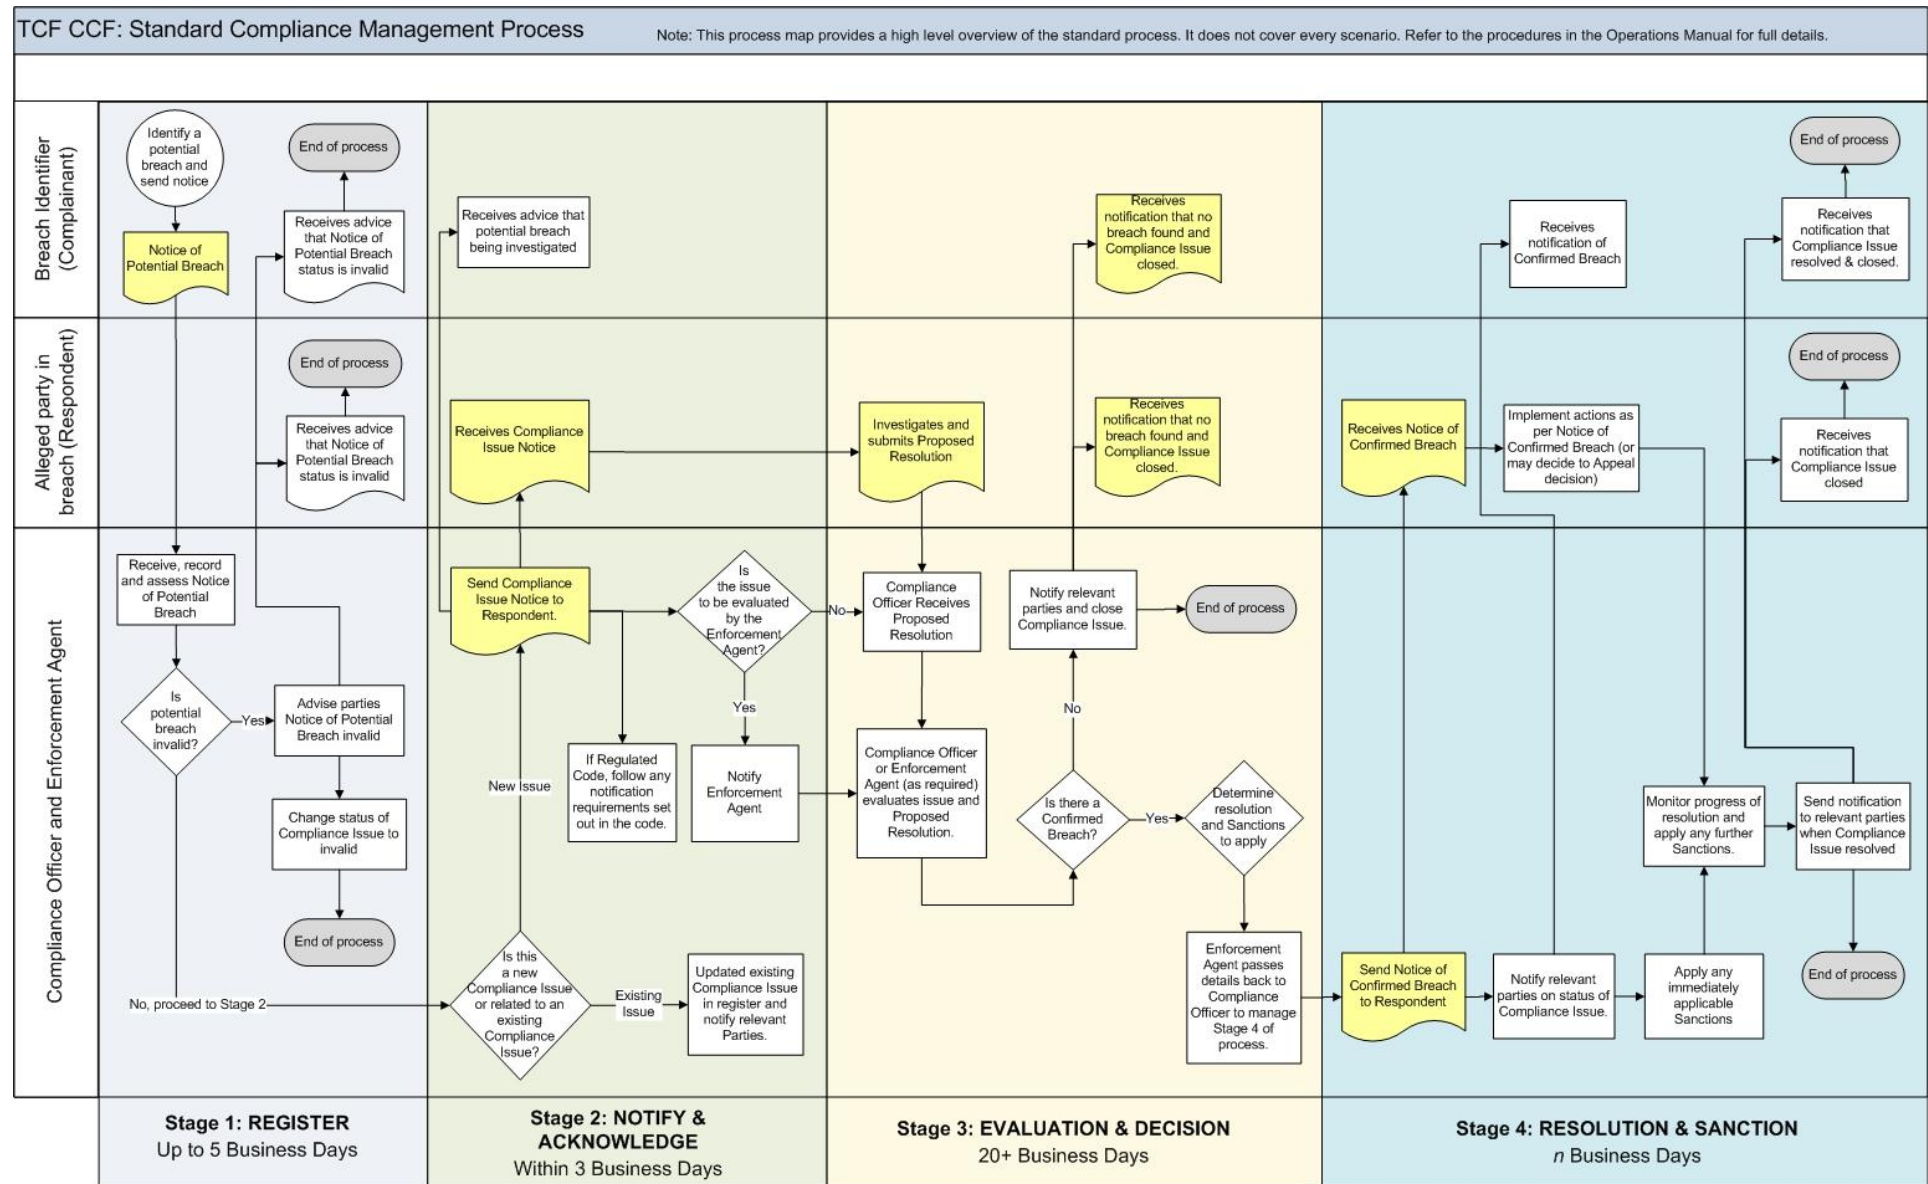 TCF CCF: Standard Compliance Management Process
Note: This process map provides a high level overview of the standard process. It does not cover every scenario. Refer to the procedures in the Operations Manual for full details.
Breach Identifier
(Complainant)
Identify a
potential
breach and
send notice
Notice of
Potential Breach
End of process
Receives advice
that Notice of
Potential Breach
status is invalid
Receives advice that
potential breach
being investigated
Receives
notification that no
breach found and
Compliance Issue
closed.
Receives
notification of
Confirmed Breach
End of process
Receives
notification that
Compliance Issue
resolved & closed.
Alleged party in
breach (Respondent)
End of process
Receives advice
that Notice of
Potential Breach
status is invalid
Receives Compliance
Issue Notice
Investigates and
submits Proposed
Resolution
Receives
notification that no
breach found and
Compliance Issue
closed.
Receives Notice of
Confirmed Breach
Implement actions as
per Notice of
Confirmed Breach (or
may decide to Appeal
decision)
End of process
Receives
notification that
Compliance Issue
closed
Compliance Officer and Enforcement Agent
Receive, record
and assess Notice
of Potential
Breach
Is
potential
breach
invalid?
Yes
Advise parties
Notice of Potential
Breach invalid
Change status of
Compliance Issue to
invalid
End of process
No, proceed to Stage 2
Send Compliance
Issue Notice to
Respondent.
Is
the issue
to be evaluated
by the
Enforcement
Agent?
No
Yes
New Issue
If Regulated
Code, follow any
notification
requirements set
out in the code.
Notify
Enforcement
Agent
Is this
a new
Compliance Issue
or related to an
existing
Compliance
Issue?
Existing
Issue
Updated existing
Compliance Issue
in register and
notify relevant
Parties.
Compliance
Officer Receives
Proposed
Resolution
Compliance Officer
or Enforcement
Agent (as required)
evaluates issue and
Proposed
Resolution.
Notify relevant
parties and close
Compliance Issue.
End of process
No
Is there a
Confirmed
Breach?
Yes
Determine
resolution
and Sanctions
to apply
Enforcement
Agent passes
details back to
Compliance
Officer to manage
Stage 4 of
process.
Send Notice of
Confirmed Breach
to Respondent
Notify relevant
parties on status of
Compliance Issue.
Apply any
immediately
applicable
Sanctions
Monitor progress of
resolution and
apply any further
Sanctions.
Send notification
to relevant parties
when Compliance
Issue resolved
End of process
Stage 1: REGISTER
Up to 5 Business Days
Stage 2: NOTIFY &
ACKNOWLEDGE
Within 3 Business Days
Stage 3: EVALUATION & DECISION
20+ Business Days
Stage 4: RESOLUTION & SANCTION
n Business Days